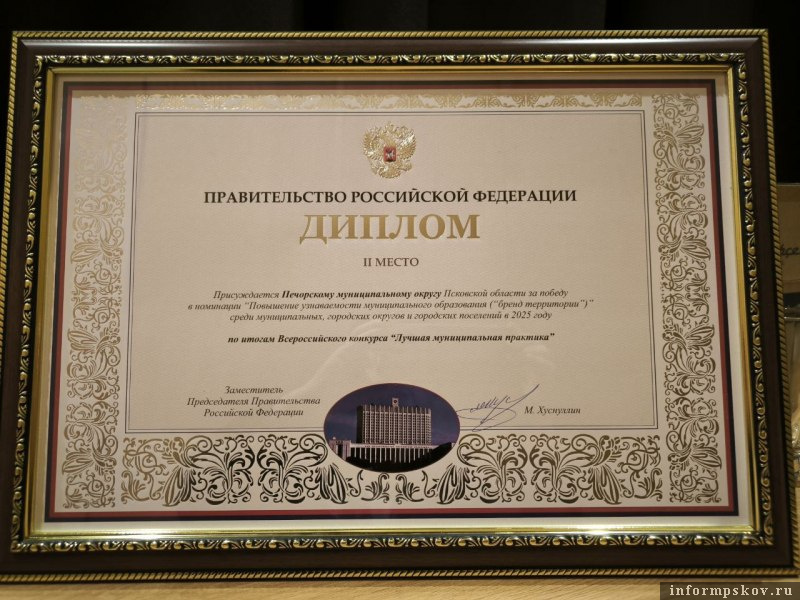 ПРАВИТЕЛЬСТВО РОССИЙСКОЙ ФЕДЕРАЦИИ
ДИПЛОМ
II МЕСТО
Присуждается Печорскому муниципальному округу Псковской области за победу
в номинации "Повышение узнаваемости муниципального образования ("бренд территории")"
среди муниципальных, городских округов и городских поселений в 2025 году
по итогам Всероссийского конкурса "Лучшая муниципальная практика"
Заместитель
Председателя Правительства
Российской Федерации
М. Хуснуллин
informpskov.ru